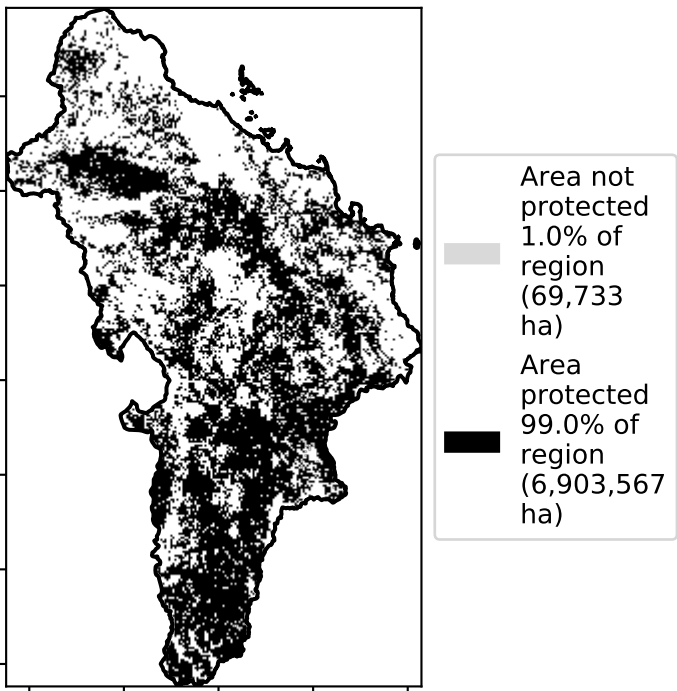 Area not
protected
1.0% of
region
(69,733
ha)
Area
protected
99.0% of
region
(6,903,567
ha)